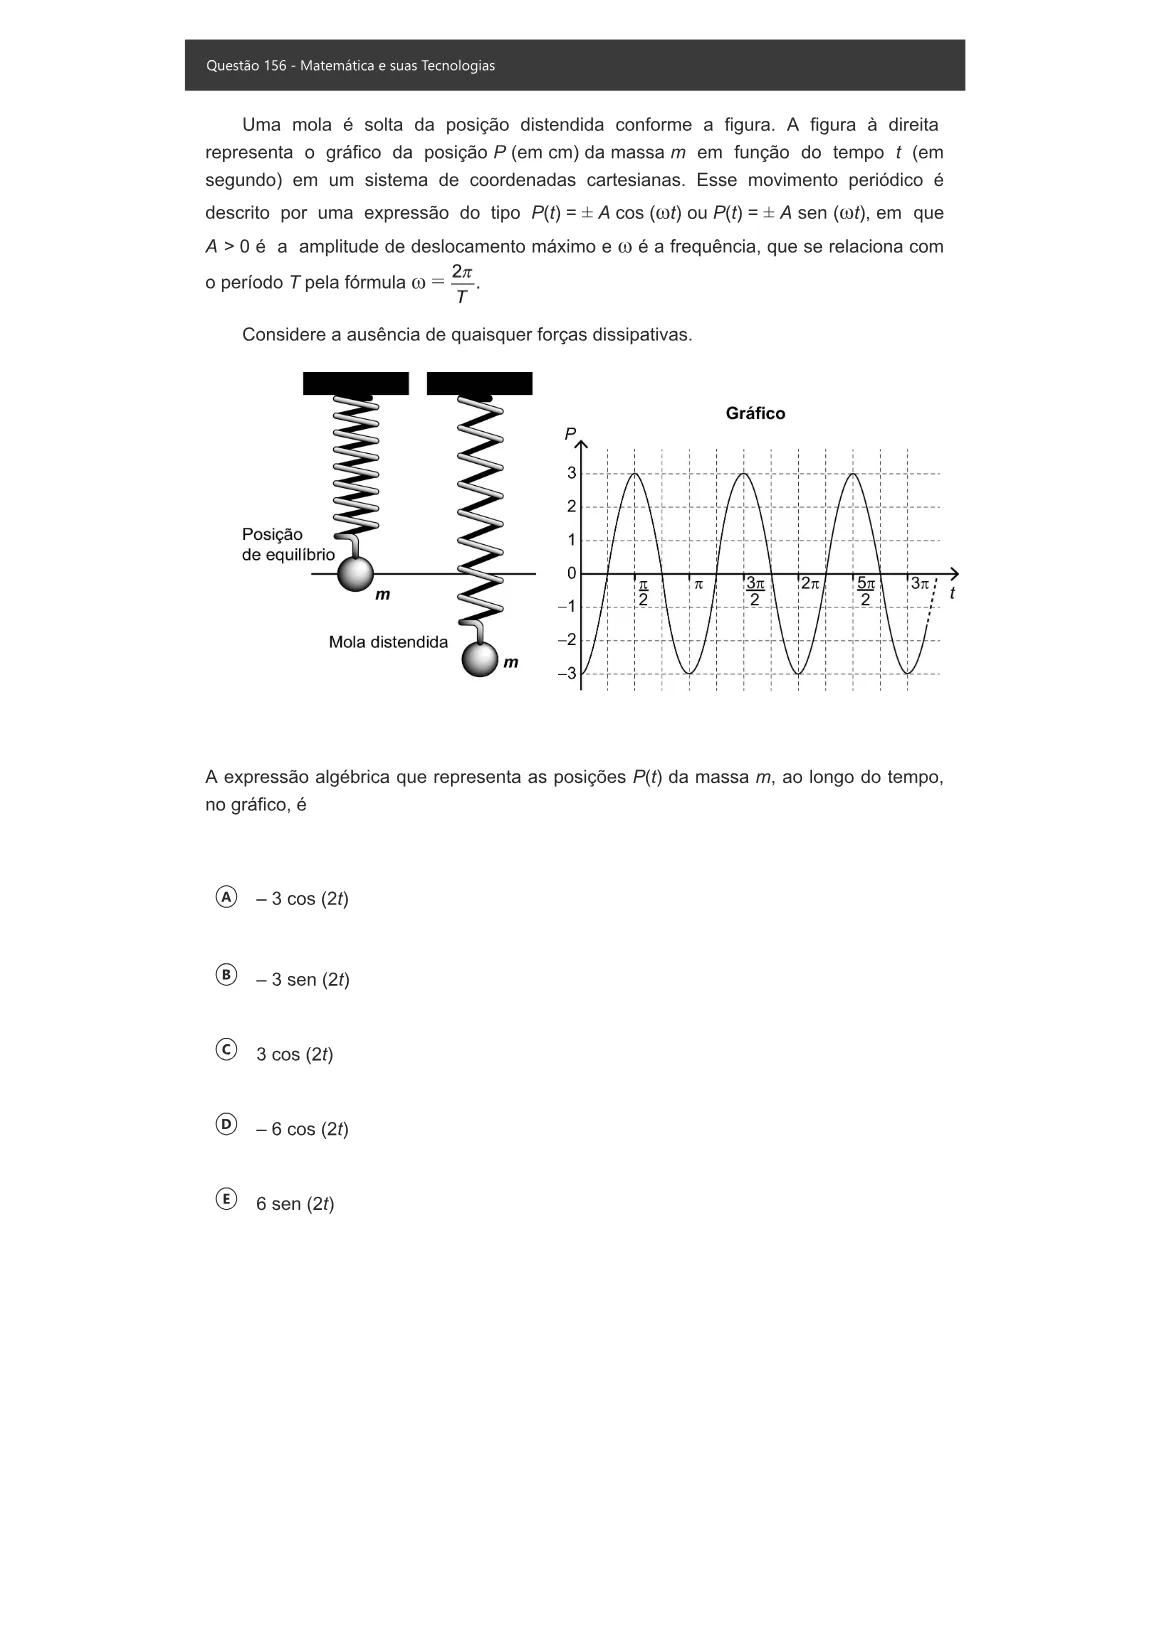 Questão 156 - Matemática e suas Tecnologias
Uma mola é solta da posição distendida conforme a figura. A figura à direita
representa o gráfico da posição P (em cm) da massa m em função do tempo t (em
segundo) em um sistema de coordenadas cartesianas. Esse movimento periódico é
descrito por uma expressão do tipo P(t) = ± A cos (ωt) ou P(t) = ± A sen (ωt), em que
A > 0 é a amplitude de deslocamento máximo e ω é a frequência, que se relaciona com
o período T pela fórmula ω = 2π/T.
Considere a ausência de quaisquer forças dissipativas.
Posição
de equilíbrio
m
Mola distendida
m
Gráfico
P
3
2
1
0
–1
–2
–3
π/2
π
3π/2
2π
5π/2
3π
t
A expressão algébrica que representa as posições P(t) da massa m, ao longo do tempo,
no gráfico, é
A – 3 cos (2t)
B – 3 sen (2t)
C 3 cos (2t)
D – 6 cos (2t)
E 6 sen (2t)